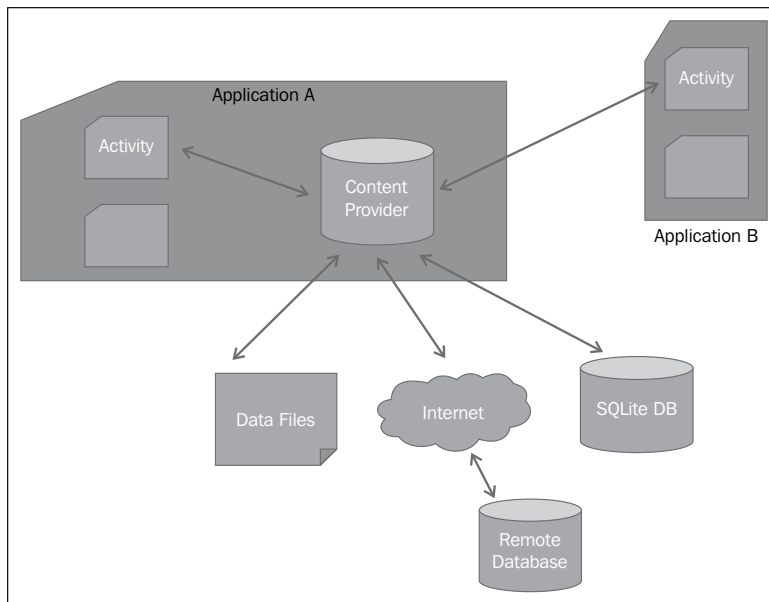 Application A
Activity
Content
Provider
Activity
Application B
Data Files
Internet
SQLite DB
Remote
Database